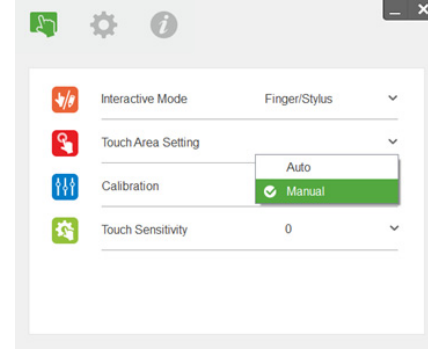 Interactive Mode Finger/Stylus
Touch Area Setting
Auto
Calibration
Manual
Touch Sensitivity 0